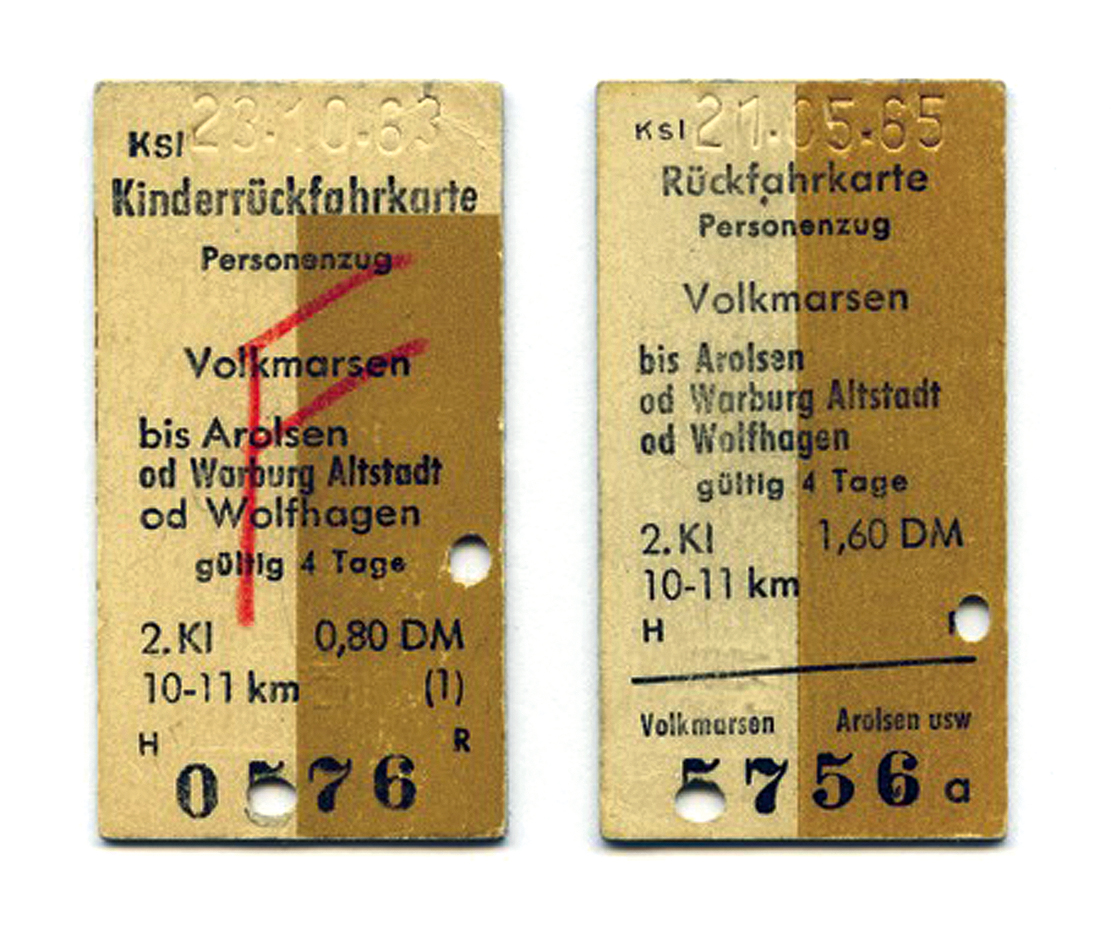 Ksl 23.10.63
Kinderrückfahrkarte
Personenzug
Volkmarsen
bis Arolsen
od Warburg Altstadt
od Wolfhagen
gültig 4 Tage
2. Kl 0,80 DM
10-11 km (1)
H R
0576
Ksl 21.05.65
Rückfahrkarte
Personenzug
Volkmarsen
bis Arolsen
od Warburg Altstadt
od Wolfhagen
gültig 4 Tage
2. Kl 1,60 DM
10-11 km
H
Volkmarsen Arolsen usw
5756 a